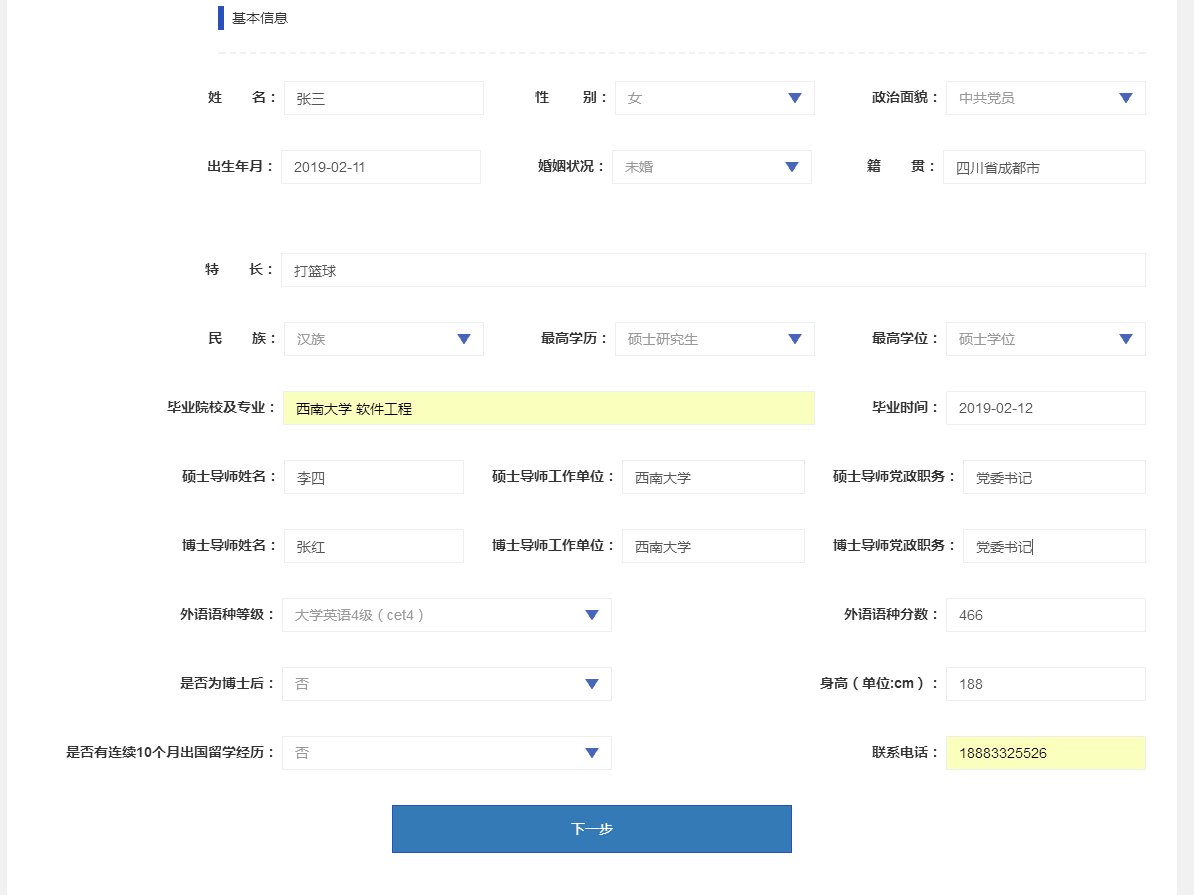 基本信息
姓 名： 张三 性 别： 女 政治面貌： 中共党员
出生年月： 2019-02-11 婚姻状况： 未婚 籍 贯： 四川省成都市
特 长： 打篮球
民 族： 汉族 最高学历： 硕士研究生 最高学位： 硕士学位
毕业院校及专业： 西南大学 软件工程 毕业时间： 2019-02-12
硕士导师姓名： 李四 硕士导师工作单位： 西南大学 硕士导师党政职务： 党委书记
博士导师姓名： 张红 博士导师工作单位： 西南大学 博士导师党政职务： 党委书记
外语语种等级： 大学英语4级（cet4） 外语语种分数： 466
是否为博士后： 否 身高（单位:cm）： 188
是否有连续10个月出国留学经历： 否 联系电话： 18883325526
下一步